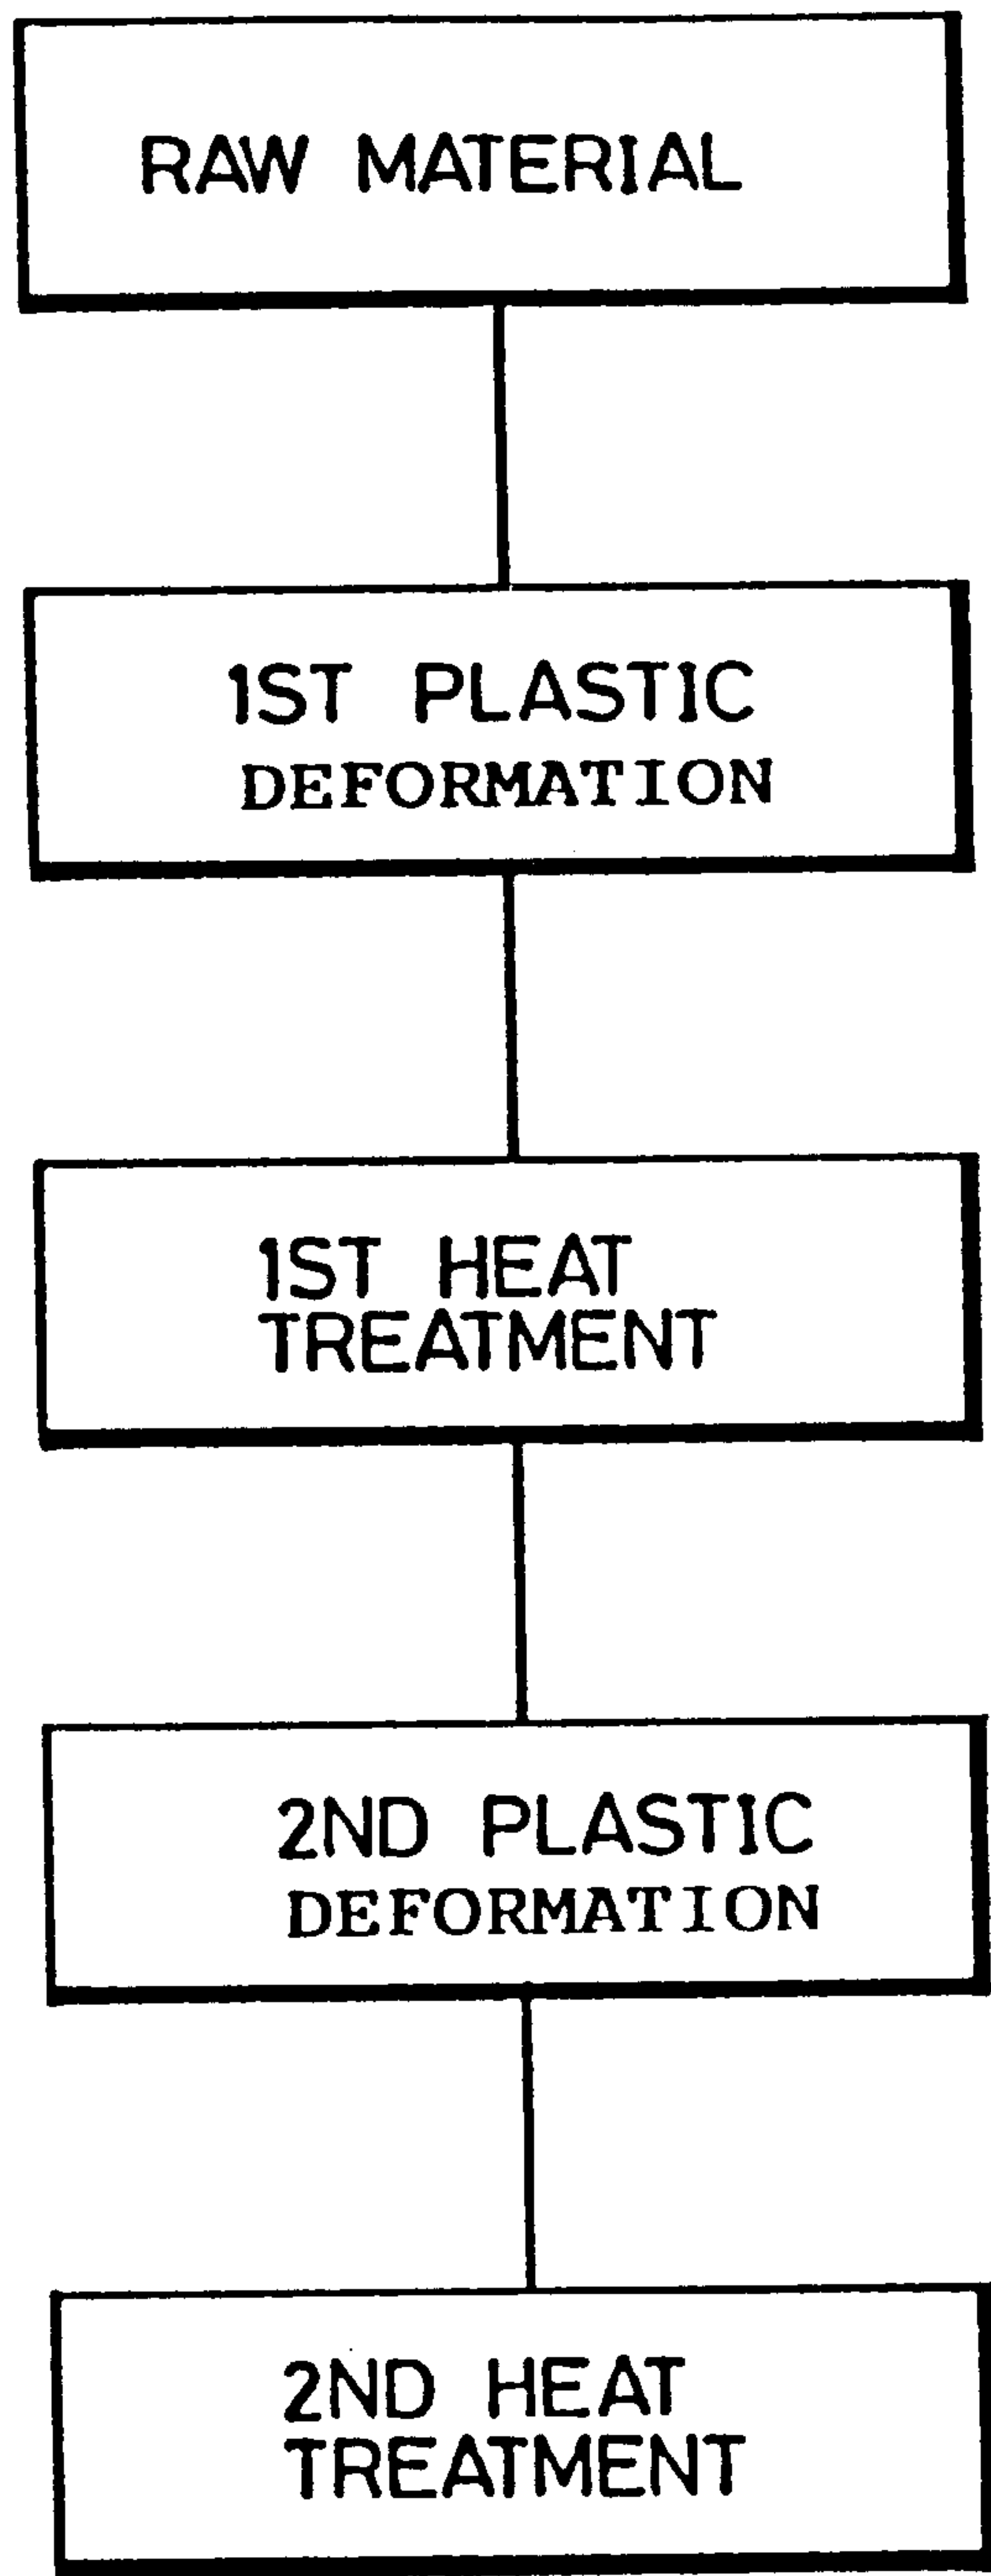 RAW MATERIAL
1ST PLASTIC
DEFORMATION
1ST HEAT
TREATMENT
2ND PLASTIC
DEFORMATION
2ND HEAT
TREATMENT